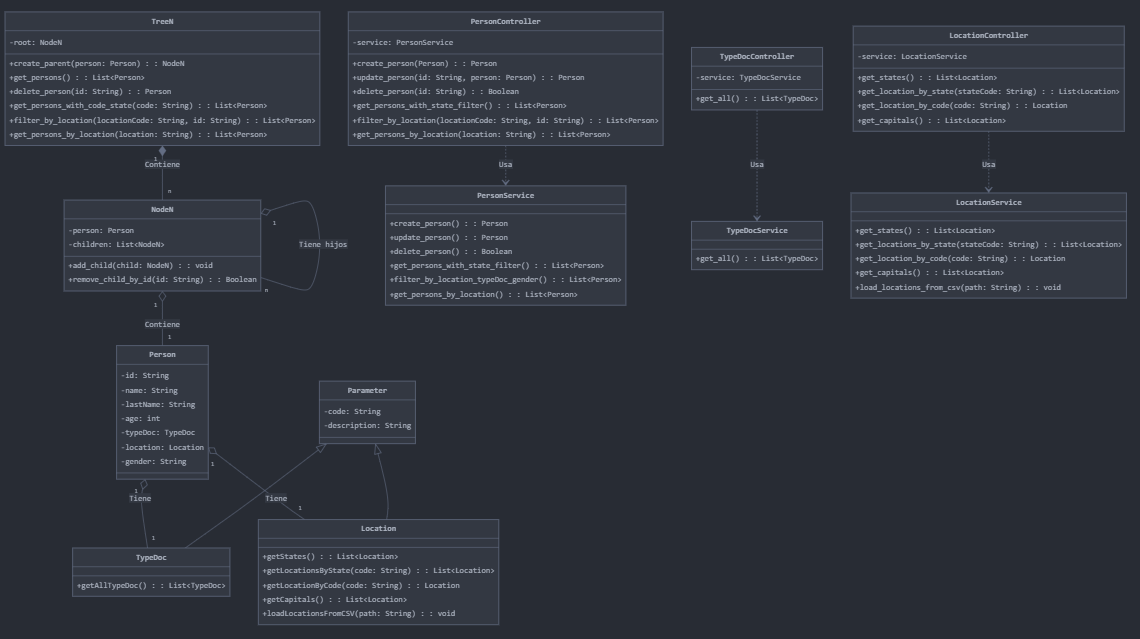 TreeN
-root: NodeN
+create_parent(person: Person) : : NodeN
+get_persons() : : List<Person>
+delete_person(id: String) : : Person
+get_persons_with_code_state(code: String) : : List<Person>
+filter_by_location(locationCode: String, id: String) : : List<Person>
+get_persons_by_location(location: String) : : List<Person>
1
Contiene
n
NodeN
-person: Person
-children: List<NodeN>
+add_child(child: NodeN) : : void
+remove_child_by_id(id: String) : : Boolean
1
Tiene hijos
n
1
Contiene
1
Person
-id: String
-name: String
-lastName: String
-age: int
-typeDoc: TypeDoc
-location: Location
-gender: String
1
Tiene
1
1
Tiene
1
TypeDoc
+getAllTypeDoc() : : List<TypeDoc>
Parameter
-code: String
-description: String
Location
+getStates() : : List<Location>
+getLocationsByState(code: String) : : List<Location>
+getLocationByCode(code: String) : : Location
+getCapitals() : : List<Location>
+loadLocationsFromCSV(path: String) : : void
PersonController
-service: PersonService
+create_person(Person) : : Person
+update_person(id: String, person: Person) : : Person
+delete_person(id: String) : : Boolean
+get_persons_with_state_filter() : : List<Person>
+filter_by_location(locationCode: String, id: String) : : List<Person>
+get_persons_by_location(location: String) : : List<Person>
Usa
PersonService
+create_person() : : Person
+update_person() : : Person
+delete_person() : : Boolean
+get_persons_with_state_filter() : : List<Person>
+filter_by_location_typeDoc_gender() : : List<Person>
+get_persons_by_location() : : List<Person>
TypeDocController
-service: TypeDocService
+get_all() : : List<TypeDoc>
Usa
TypeDocService
+get_all() : : List<TypeDoc>
LocationController
-service: LocationService
+get_states() : : List<Location>
+get_location_by_state(stateCode: String) : : List<Location>
+get_location_by_code(code: String) : : Location
+get_capitals() : : List<Location>
Usa
LocationService
+get_states() : : List<Location>
+get_locations_by_state(stateCode: String) : : List<Location>
+get_location_by_code(code: String) : : Location
+get_capitals() : : List<Location>
+load_locations_from_csv(path: String) : : void